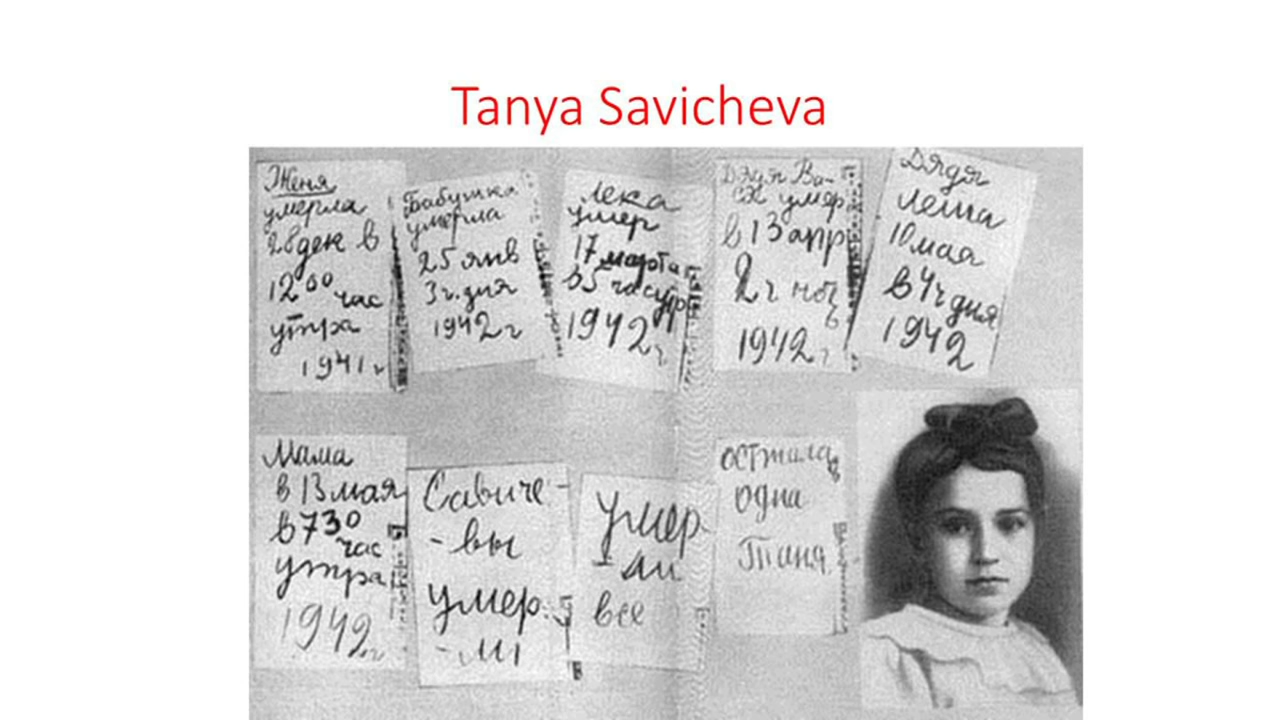 Tanya Savicheva
Женя
умерла
28 дек в
12 00 час
утра
1941 г
Бабушка
умерла
25 янв
3 ч. дня
1942 г
Лека
умер
17 марта
в 5 час утр
1942 г
Дядя Ва-
ся умер
в 13 апр
2 ч ноч
1942 г
Дядя
Леша
10 мая
в 4 ч дня
1942
Мама
в 13 мая
в 7 30
час
утра
1942 г
Савиче-
-вы
умер-
-ли
Умер-
-ли
все
осталась
одна
Таня